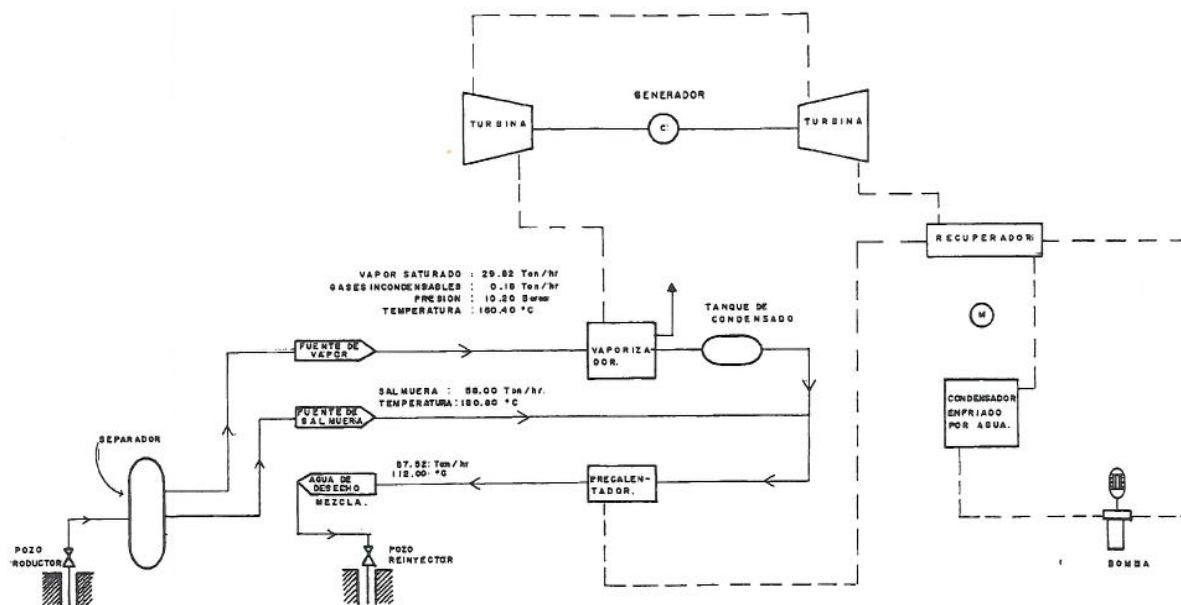 GENERADOR
TURBINA
G
TURBINA
RECUPERADOR
VAPOR SATURADO : 29.52 Ton/hr
GASES INCONDENSABLES : 0.18 Ton/hr
PRESION : 10.20 Bares
TEMPERATURA : 180.40 °C
TANQUE DE
CONDENSADO
M
FUENTE DE
VAPOR
VAPORIZA
DOR.
SALMUERA : 58.00 Ton/hr.
TEMPERATURA : 180.80 °C
FUENTE DE
SALMUERA
CONDENSADOR
ENFRIADO
POR AGUA.
SEPARADOR
87.52 Ton/hr
112.00 °C
AGUA DE
DESECHO
MEZCLA.
PRECALEN-
TADOR.
POZO
PRODUCTOR
POZO
REINYECTOR
BOMBA